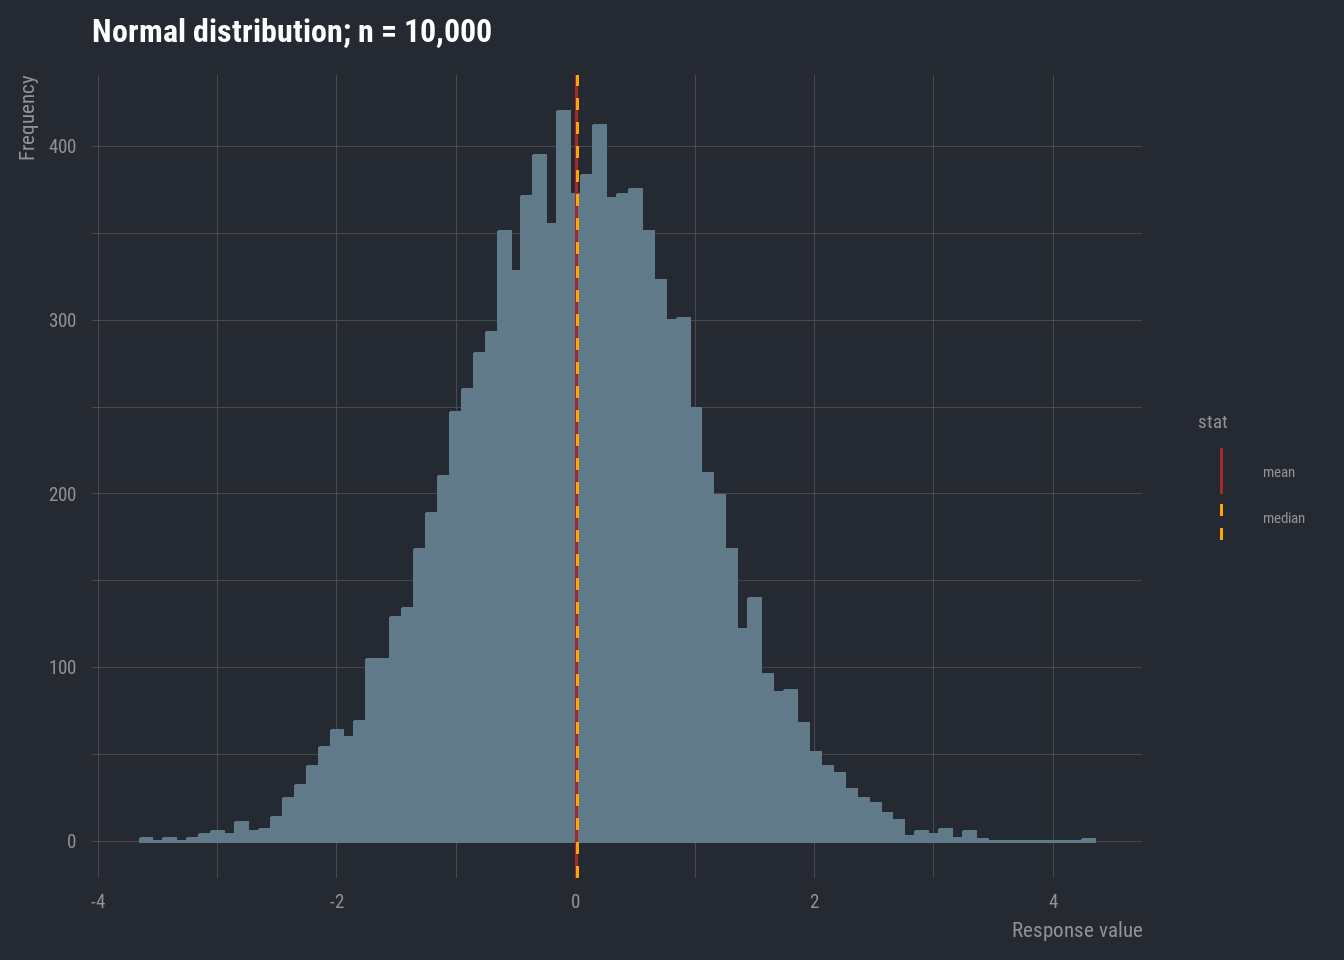 Normal distribution; n = 10,000
Frequency
400
300
200
100
0
-4
-2
0
2
4
Response value
stat
mean
median